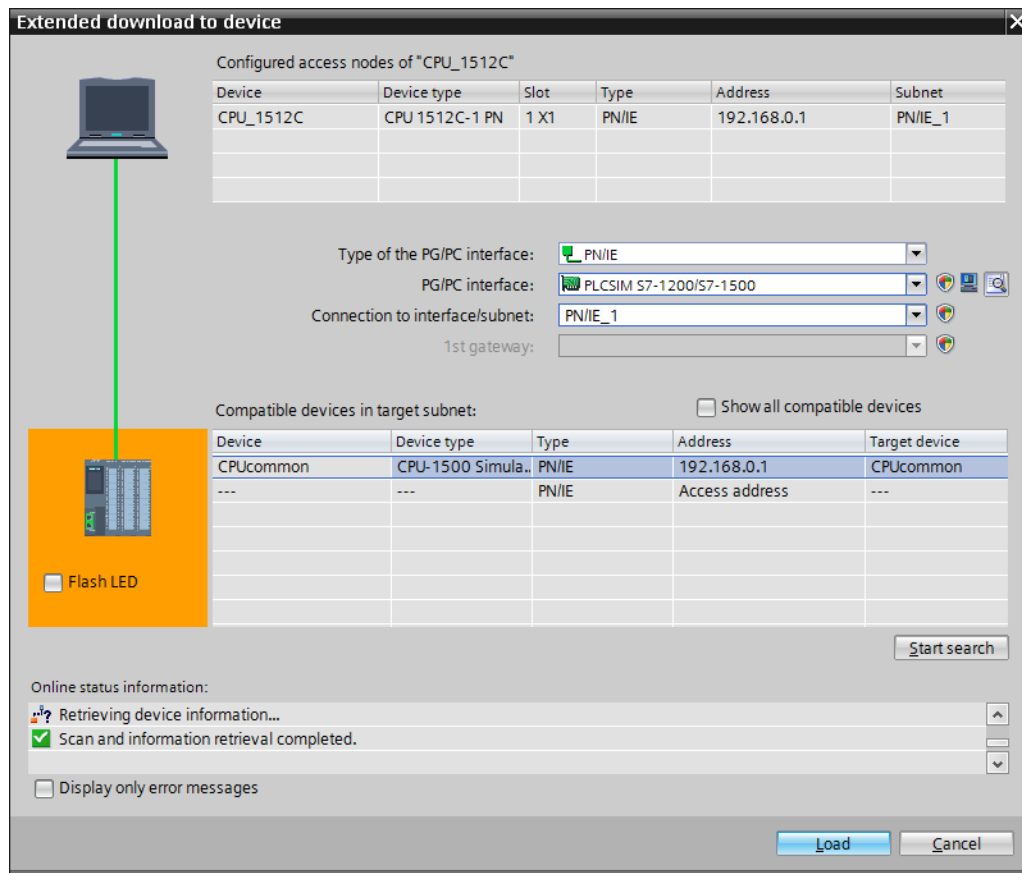 Extended download to device
Configured access nodes of "CPU_1512C"
Device Device type Slot Type Address Subnet
CPU_1512C CPU 1512C-1 PN 1 X1 PN/IE 192.168.0.1 PN/IE_1
Type of the PG/PC interface: PN/IE
PG/PC interface: PLCSIM S7-1200/S7-1500
Connection to interface/subnet: PN/IE_1
1st gateway:
Compatible devices in target subnet: Show all compatible devices
Device Device type Type Address Target device
CPUcommon CPU-1500 Simula.. PN/IE 192.168.0.1 CPUcommon
--- --- PN/IE Access address ---
Flash LED
Start search
Online status information:
Retrieving device information...
Scan and information retrieval completed.
Display only error messages
Load Cancel